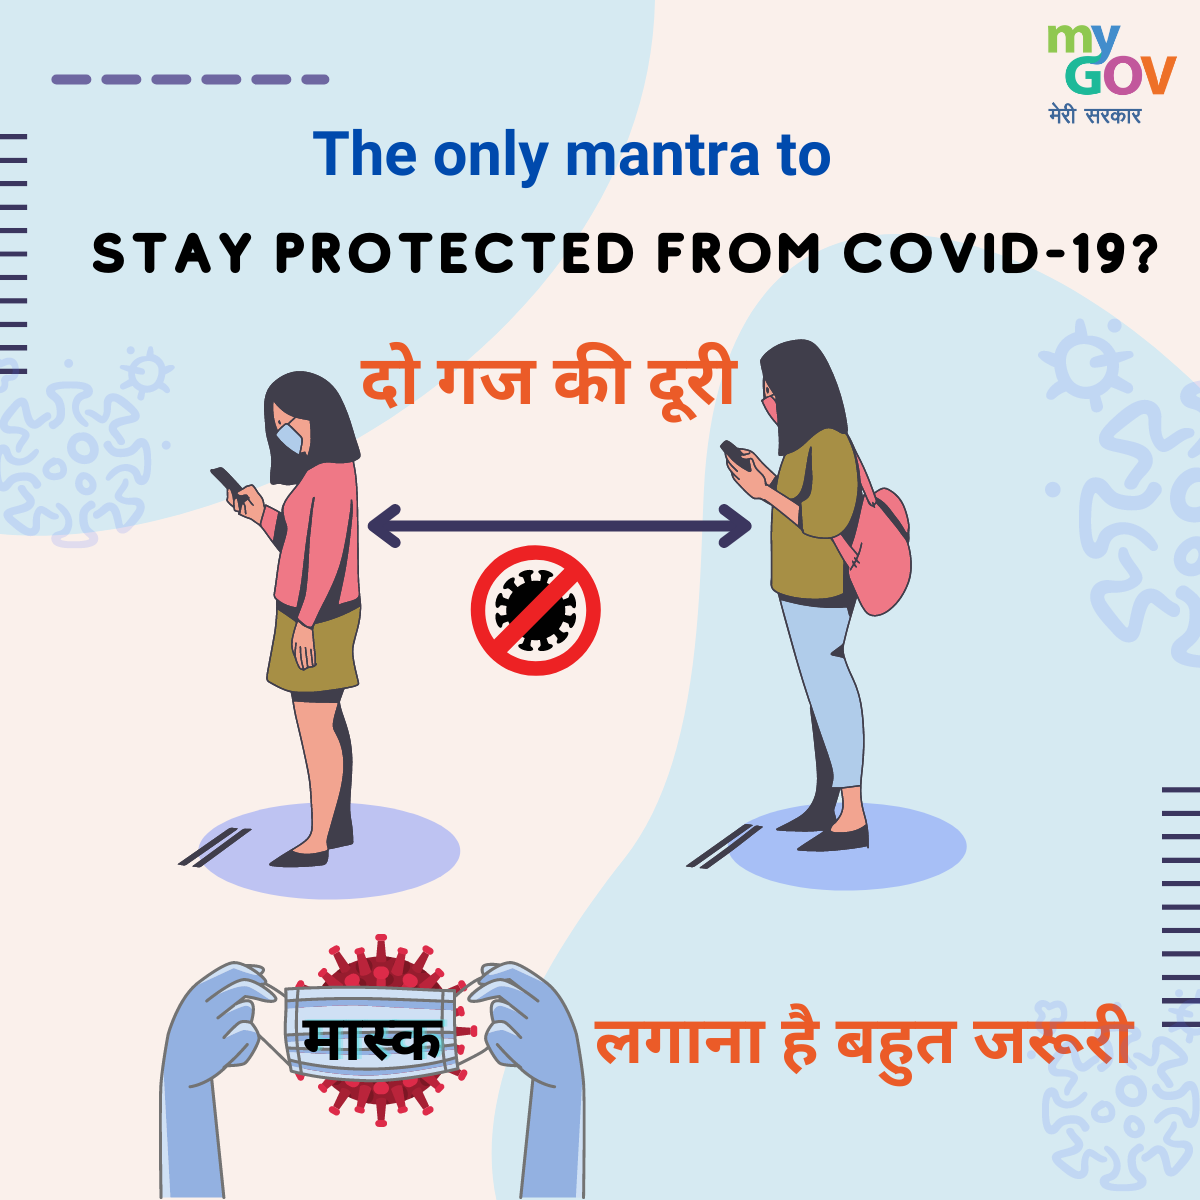 my
GOV
मेरी सरकार
The only mantra to
STAY PROTECTED FROM COVID-19?
दो गज की दूरी
मास्क लगाना है बहुत जरूरी